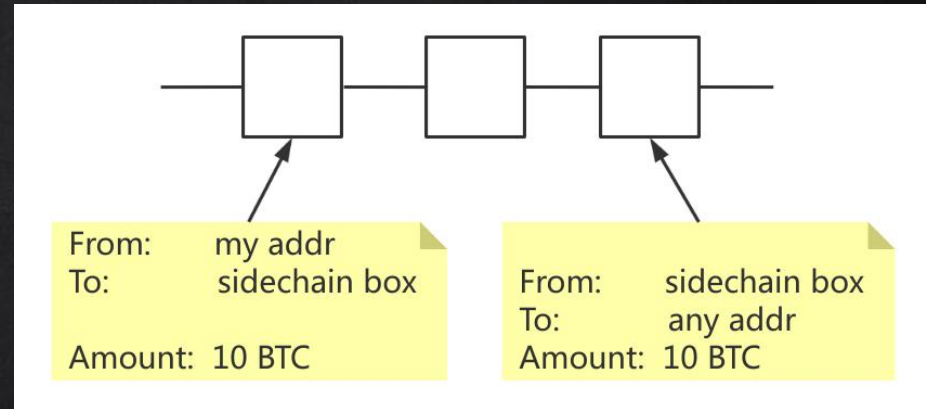 From: my addr
To: sidechain box
Amount: 10 BTC
From: sidechain box
To: any addr
Amount: 10 BTC